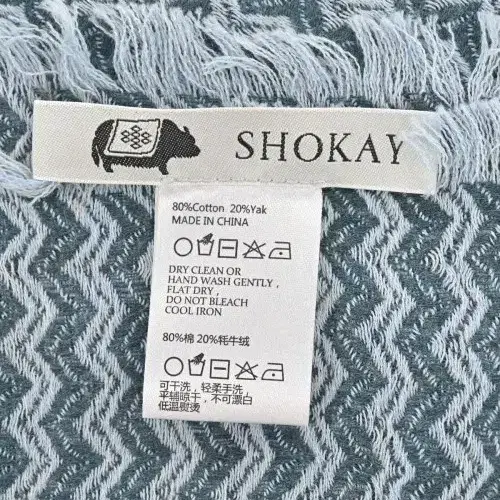 SHOKAY
80%Cotton 20%Yak
MADE IN CHINA
DRY CLEAN OR
HAND WASH GENTLY ,
FLAT DRY ,
DO NOT BLEACH
COOL IRON
80%棉 20%牦牛绒
可干洗，轻柔手洗，
平铺晾干，不可漂白
低温熨烫